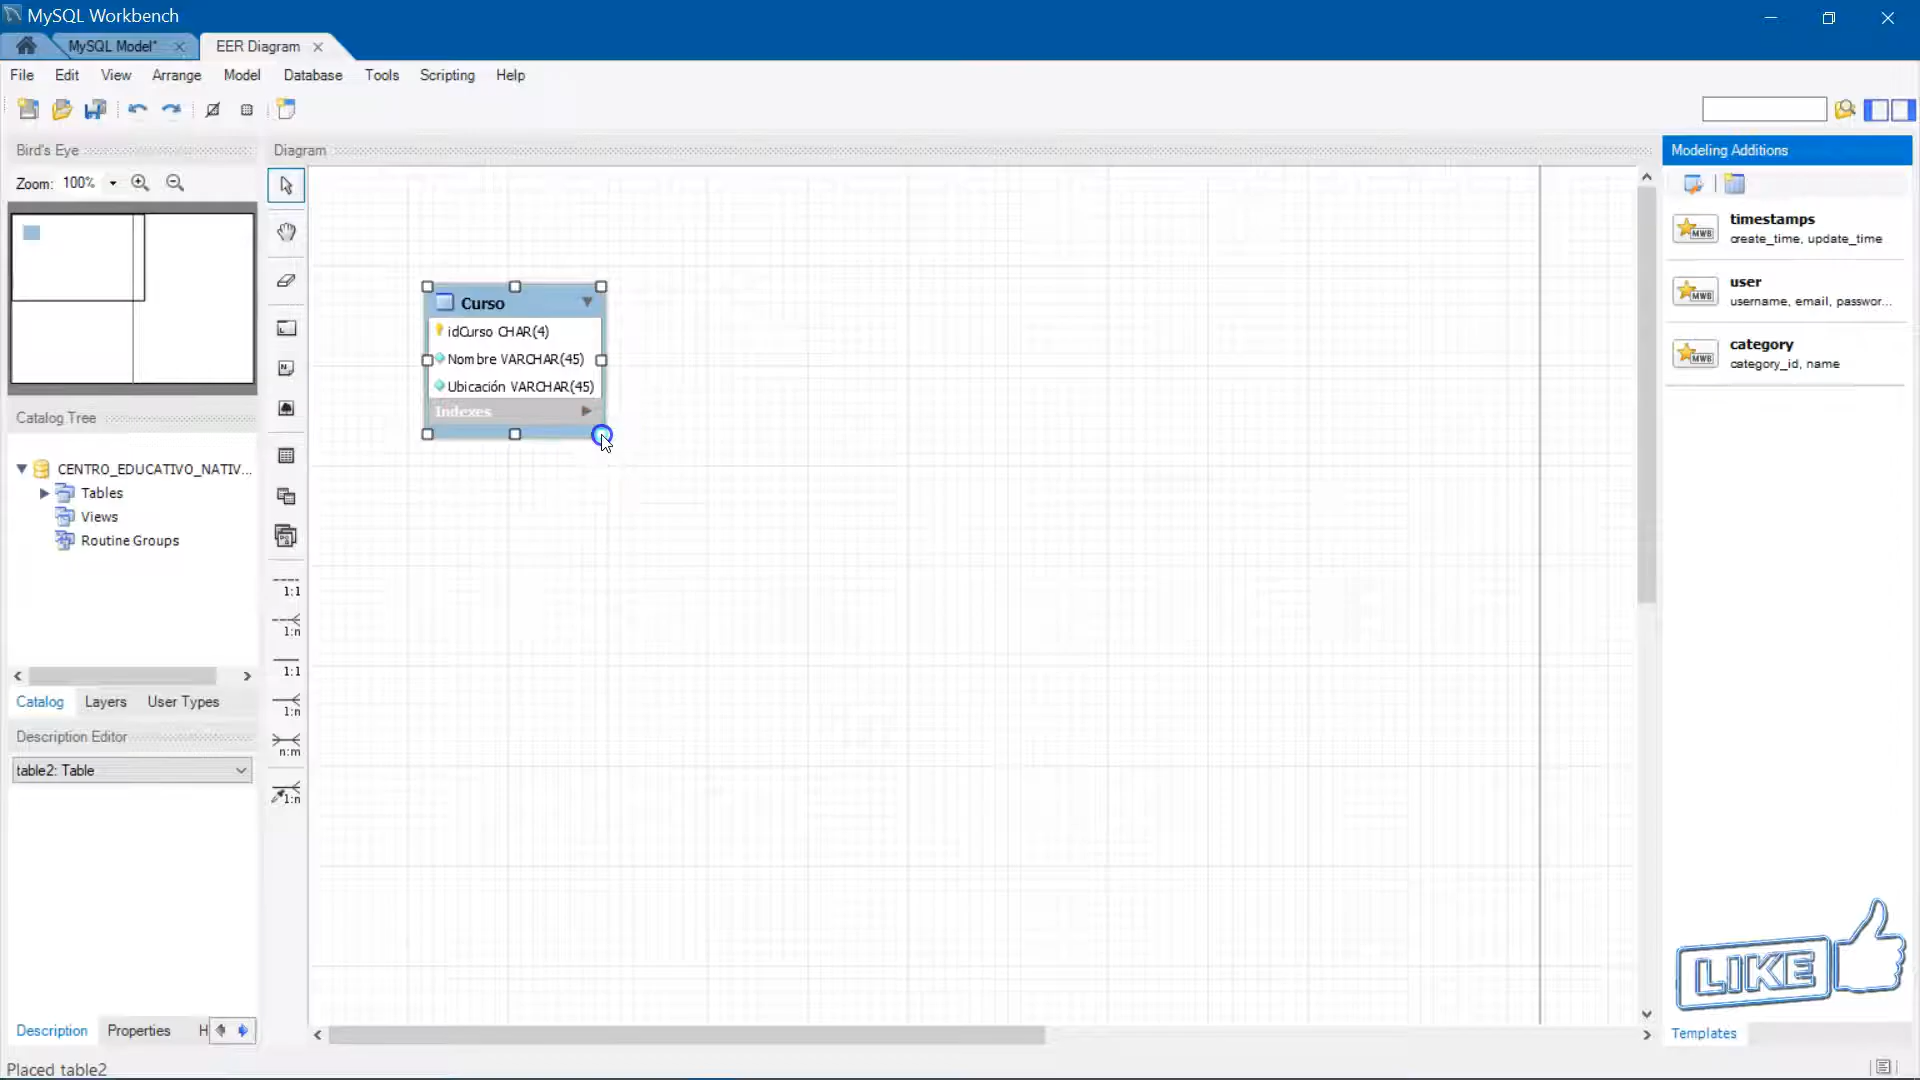 MySQL Workbench
MySQL Model*
EER Diagram
File Edit View Arrange Model Database Tools Scripting Help
Bird's Eye
Zoom: 100%
Diagram
Modeling Additions
timestamps
create_time, update_time
user
username, email, passwor...
category
category_id, name
Curso
idCurso CHAR(4)
Nombre VARCHAR(45)
Ubicación VARCHAR(45)
Indexes
Catalog Tree
CENTRO_EDUCATIVO_NATIV...
Tables
Views
Routine Groups
Catalog Layers User Types
Description Editor
table2: Table
1:1
1:n
1:1
1:n
n:m
1:n
MWB
MWB
MWB
LIKE
Description Properties H
Templates
Placed table2